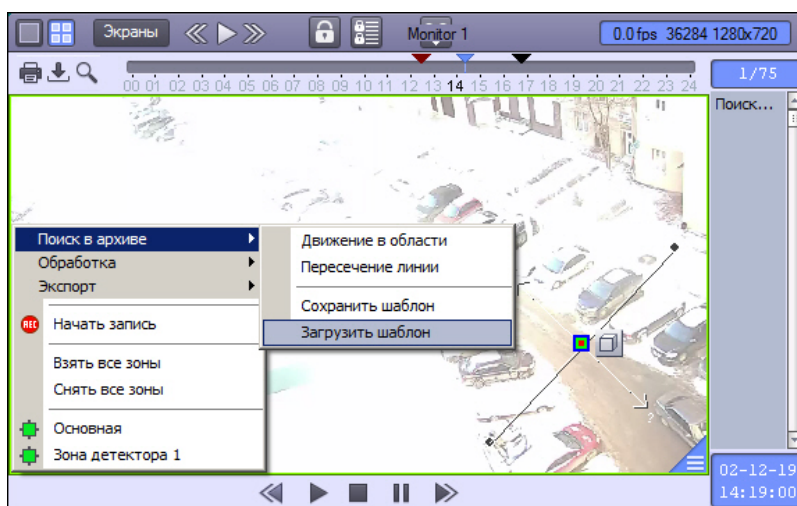 Экраны
Monitor 1
0.0 fps 36284 1280x720
00 01 02 03 04 05 06 07 08 09 10 11 12 13 14 15 16 17 18 19 20 21 22 23 24
1/75
Поиск...
Поиск в архиве
Обработка
Экспорт
REC Начать запись
Взять все зоны
Снять все зоны
Основная
Зона детектора 1
Движение в области
Пересечение линии
Сохранить шаблон
Загрузить шаблон
?
02-12-19
14:19:00